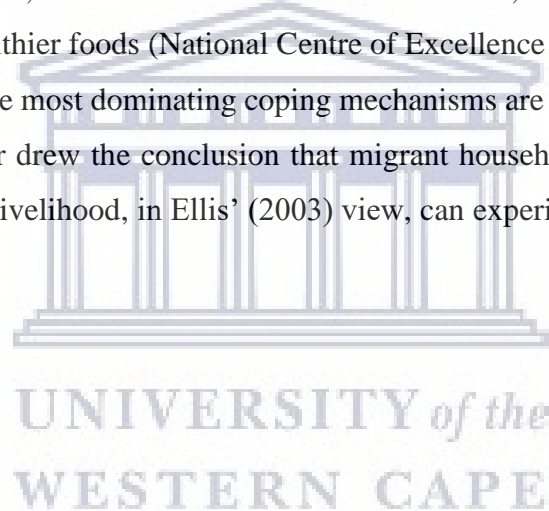 lthier foods (National Centre of Excellence
e most dominating coping mechanisms are
r drew the conclusion that migrant househ
ivelihood, in Ellis’ (2003) view, can experi
UNIVERSITY of the
WESTERN CAPE